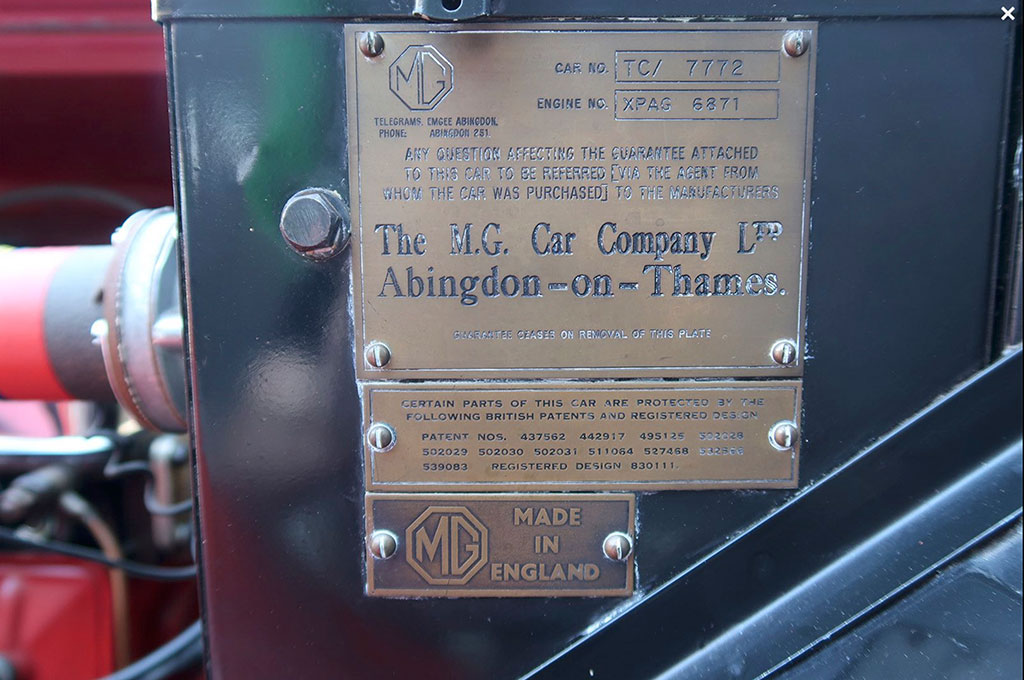 MG
CAR NO. TC/ 7772
ENGINE NO. XPAG 6871
TELEGRAMS. EMGEE ABINGDON.
PHONE: ABINGDON 251.
ANY QUESTION AFFECTING THE GUARANTEE ATTACHED
TO THIS CAR TO BE REFERRED [VIA THE AGENT FROM
WHOM THE CAR WAS PURCHASED] TO THE MANUFACTURERS
The M.G. Car Company LTD
Abingdon-on-Thames.
GUARANTEE CEASES ON REMOVAL OF THIS PLATE
CERTAIN PARTS OF THIS CAR ARE PROTECTED BY THE
FOLLOWING BRITISH PATENTS AND REGISTERED DESIGN
PATENT NOS. 437562 442917 495125 502028
502029 502030 502031 511064 527468
539083 REGISTERED DESIGN 830111.
MG
MADE
IN
ENGLAND